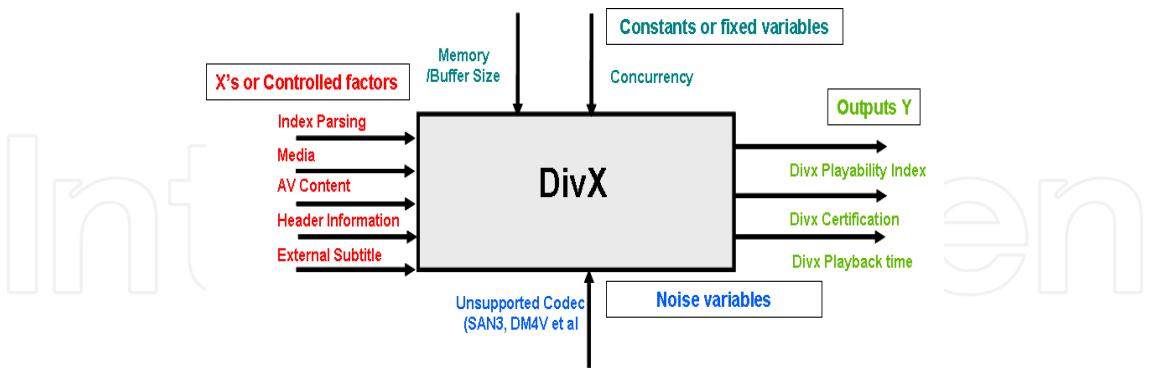 Constants or fixed variables
Memory
/Buffer Size
Concurrency
X's or Controlled factors
Index Parsing
Media
AV Content
Header Information
External Subtitle
DivX
Outputs Y
Divx Playability Index
Divx Certification
Divx Playback time
Unsupported Codec
(SAN3, DM4V et al
Noise variables